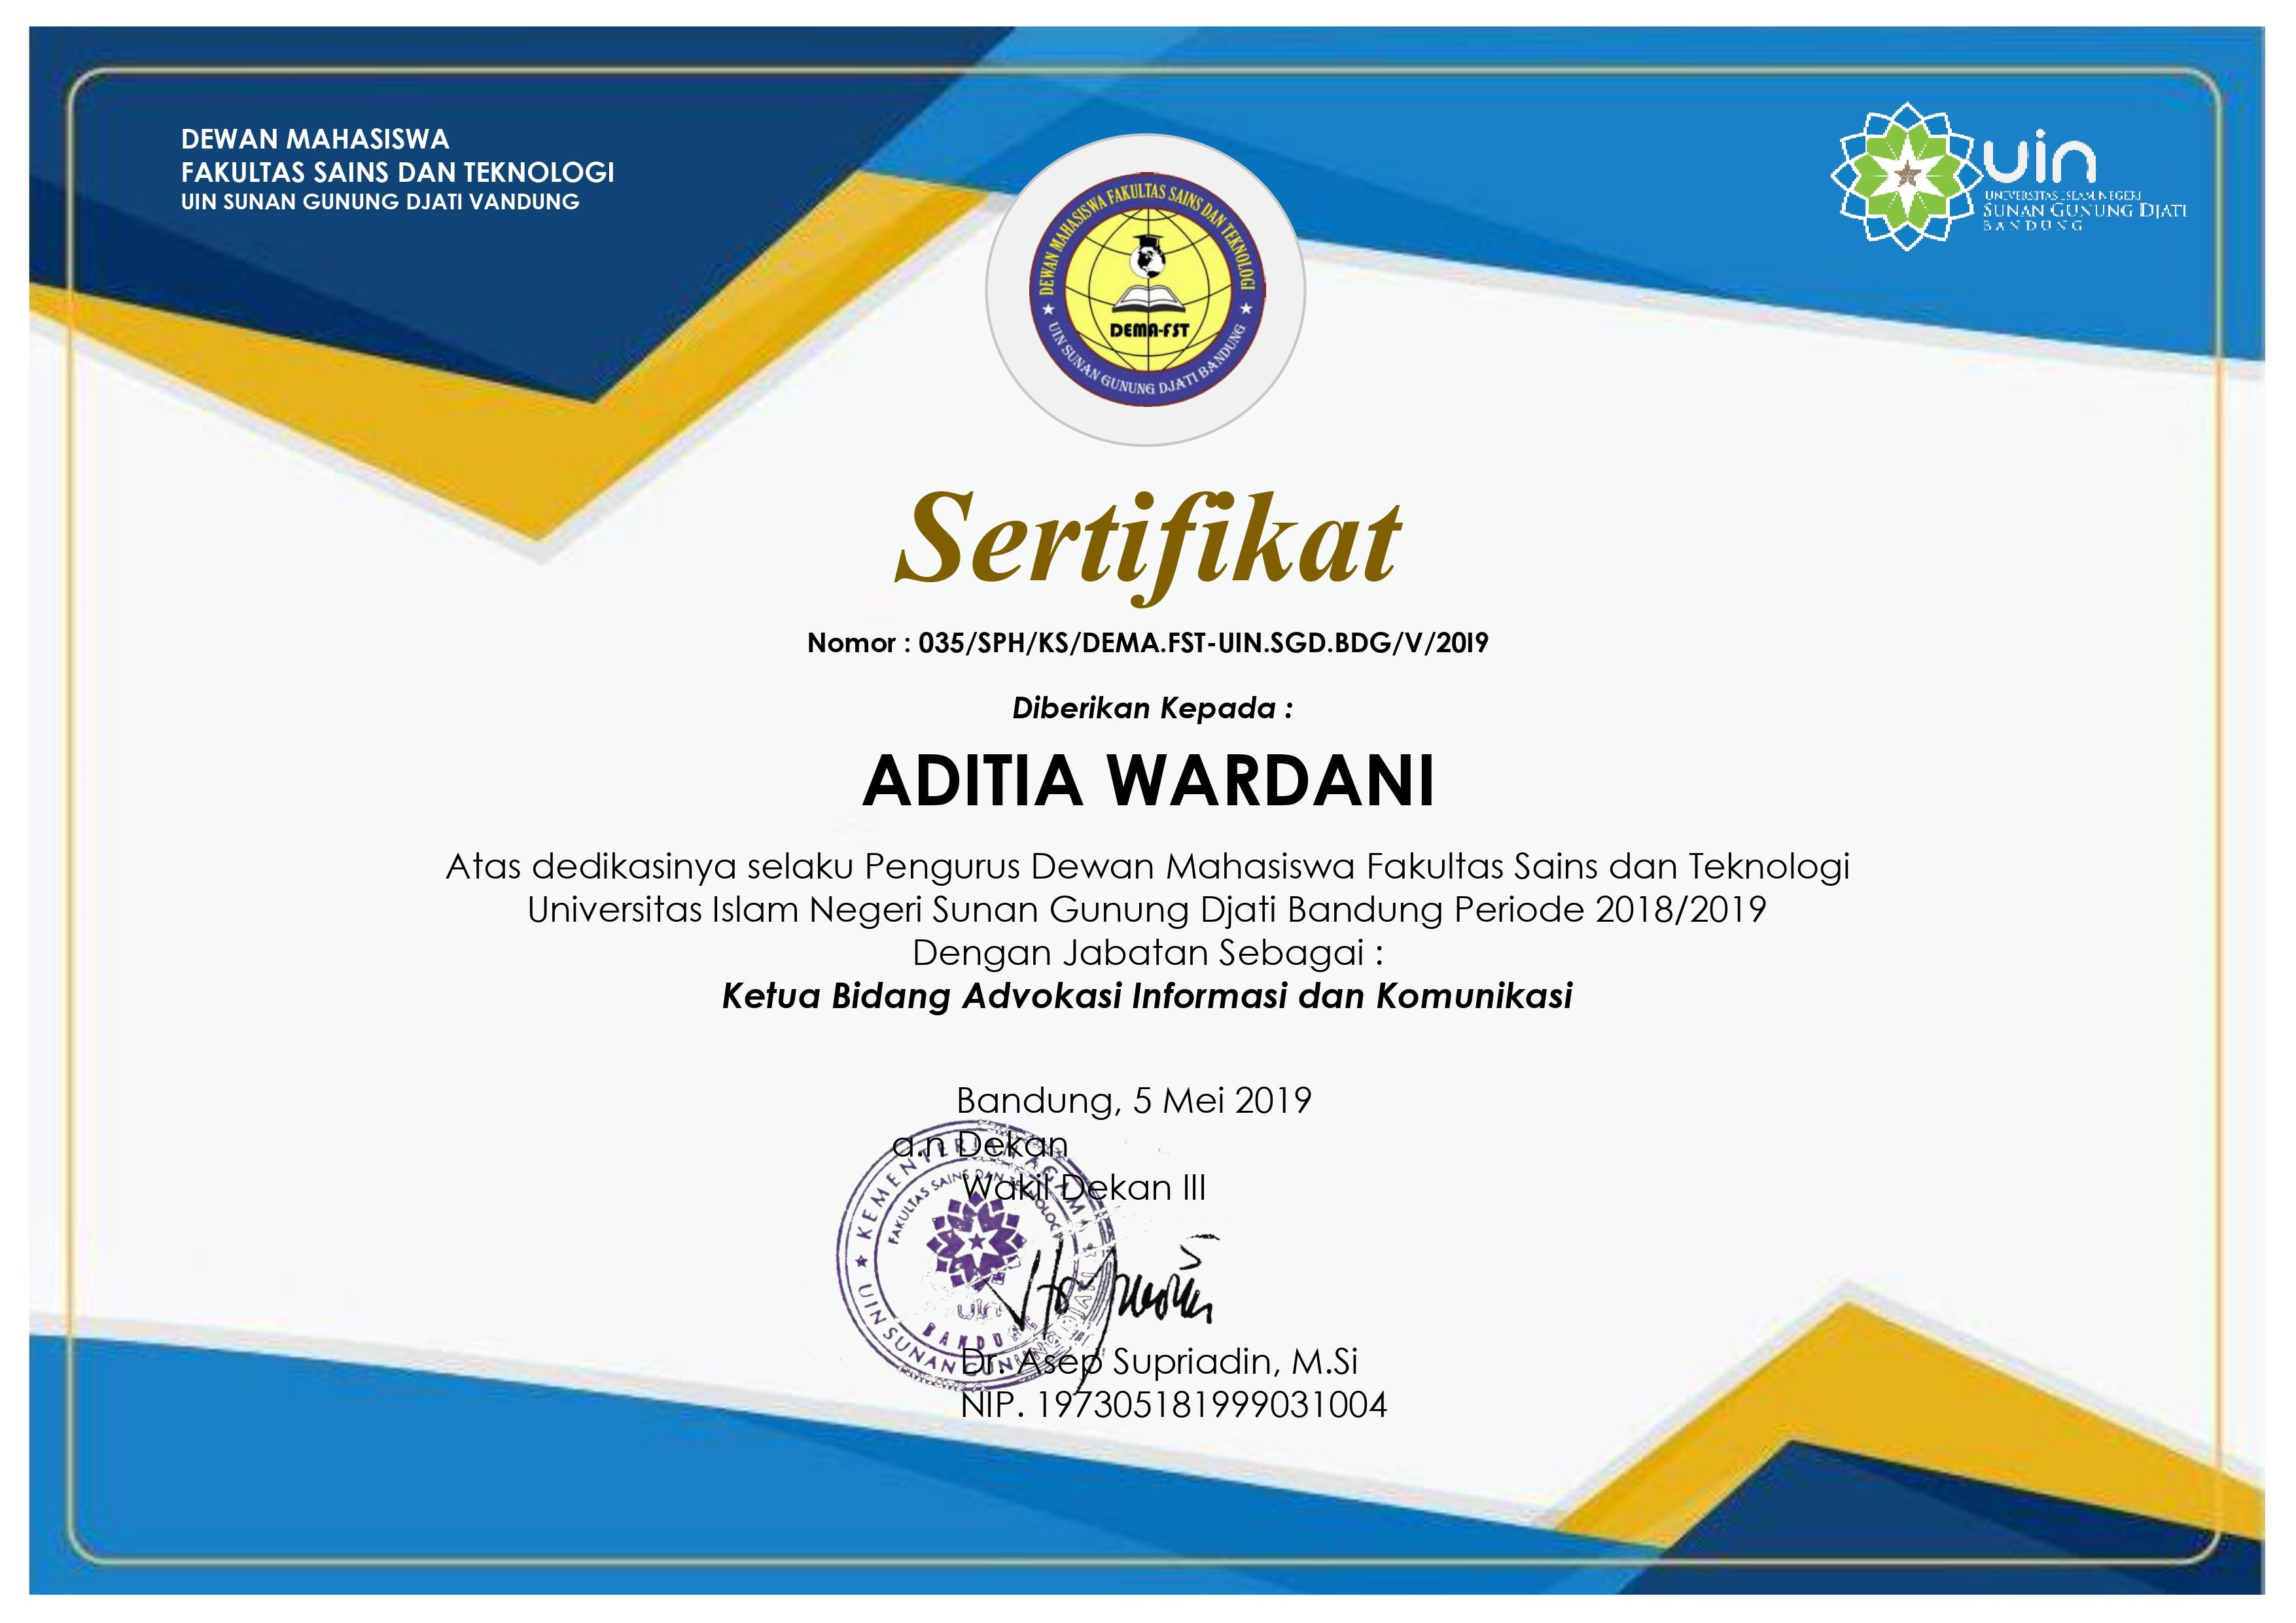 DEWAN MAHASISWA
FAKULTAS SAINS DAN TEKNOLOGI
UIN SUNAN GUNUNG DJATI VANDUNG
uin
UNIVERSITAS ISLAM NEGERI
SUNAN GUNUNG DJATI
BANDUNG
DEWAN MAHASISWA FAKULTAS SAINS DAN TEKNOLOGI
DEMA-FST
UIN SUNAN GUNUNG DJATI BANDUNG
Sertifikat
Nomor : 035/SPH/KS/DEMA.FST-UIN.SGD.BDG/V/20I9
Diberikan Kepada :
ADITIA WARDANI
Atas dedikasinya selaku Pengurus Dewan Mahasiswa Fakultas Sains dan Teknologi
Universitas Islam Negeri Sunan Gunung Djati Bandung Periode 2018/2019
Dengan Jabatan Sebagai :
Ketua Bidang Advokasi Informasi dan Komunikasi
Bandung, 5 Mei 2019
a.n Dekan
Wakil Dekan III
KEMENTERIAN AGAMA
FAKULTAS SAINS DAN TEKNOLOGI
uin
BANDUNG
UIN SUNAN GUNUNG DJATI
Dr. Asep Supriadin, M.Si
NIP. 197305181999031004